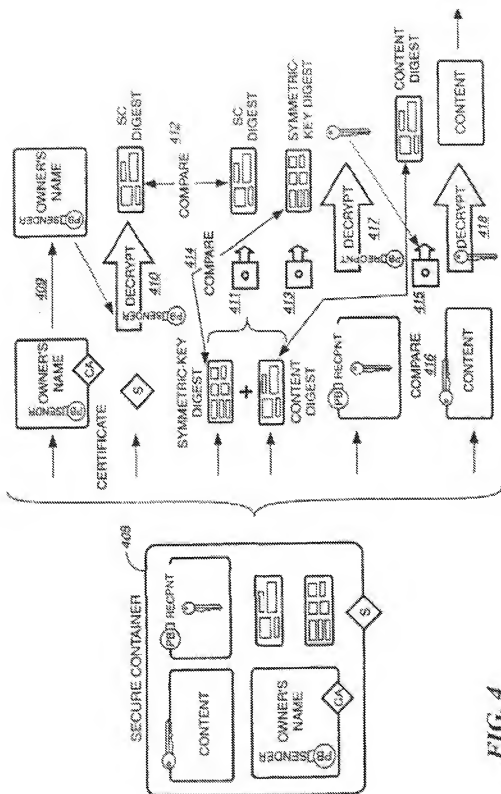 SECURE CONTAINER
408
CONTENT
PB RECPNT
OWNER'S
NAME
PB SENDER
CA
S
OWNER'S
NAME
PB SENDR
CA
CERTIFICATE
409
OWNER'S
NAME
PB SENDER
S
PB SENDER
DECRYPT
410
SC
DIGEST
COMPARE 412
SYMMETRIC-KEY
DIGEST
+
CONTENT
DIGEST
414
COMPARE
411
413
SC
DIGEST
SYMMETRIC-
KEY DIGEST
PB RECPNT
DECRYPT
PB RECPNT
417
COMPARE
416
415
CONTENT
DIGEST
CONTENT
DECRYPT
418
CONTENT
FIG. 4